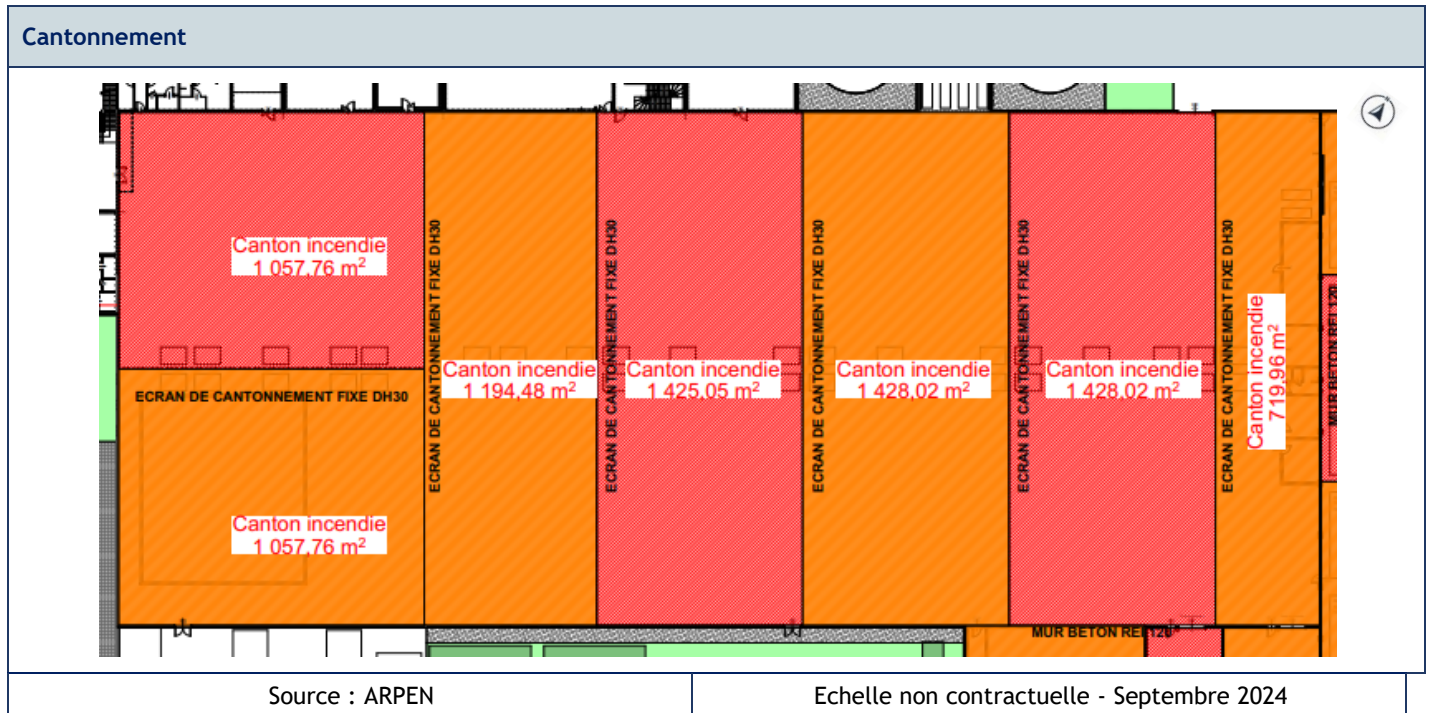 Cantonnement
Canton incendie
1 057,76 m²
ECRAN DE CANTONNEMENT FIXE DH30
Canton incendie
1 057,76 m²
ECRAN DE CANTONNEMENT FIXE DH30
Canton incendie
1 194,48 m²
ECRAN DE CANTONNEMENT FIXE DH30
Canton incendie
1 425,05 m²
ECRAN DE CANTONNEMENT FIXE DH30
Canton incendie
1 428,02 m²
ECRAN DE CANTONNEMENT FIXE DH30
Canton incendie
1 428,02 m²
ECRAN DE CANTONNEMENT FIXE DH30
Canton incendie
719,96 m²
MUR BETON REI 120
MUR BETON REI 120
Source : ARPEN
Echelle non contractuelle - Septembre 2024